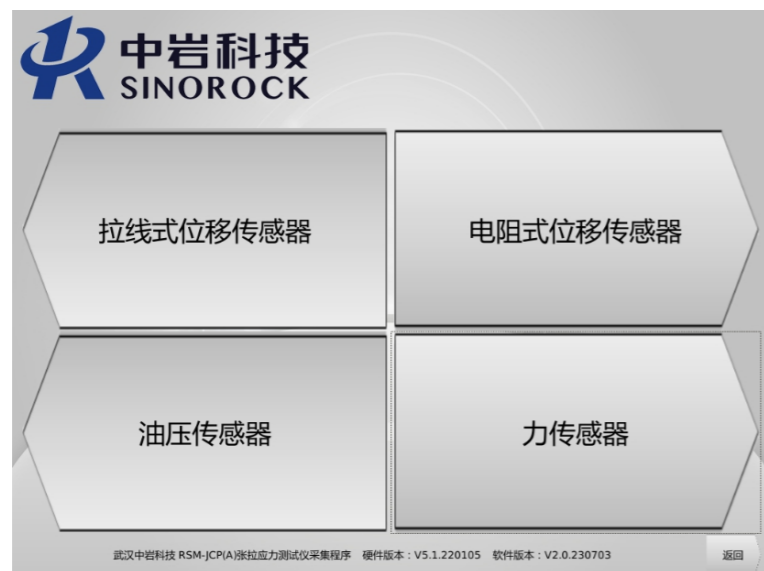 中岩科技
SINOROCK
拉线式位移传感器
电阻式位移传感器
油压传感器
力传感器
武汉中岩科技 RSM-JCP(A)张拉应力测试仪采集程序 硬件版本：V5.1.220105 软件版本：V2.0.230703
返回